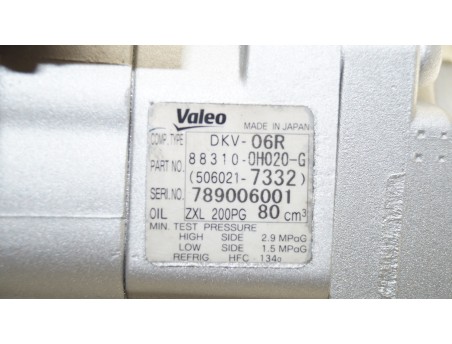 Valeo MADE IN JAPAN
COMP. TYPE DKV-06R
PART NO. 88310-0H020-G
(506021-7332)
SERI.NO. 789006001
OIL ZXL 200PG 80 cm³
MIN. TEST PRESSURE
HIGH SIDE 2.9 MPaG
LOW SIDE 1.5 MPaG
REFRIG HFC-134a